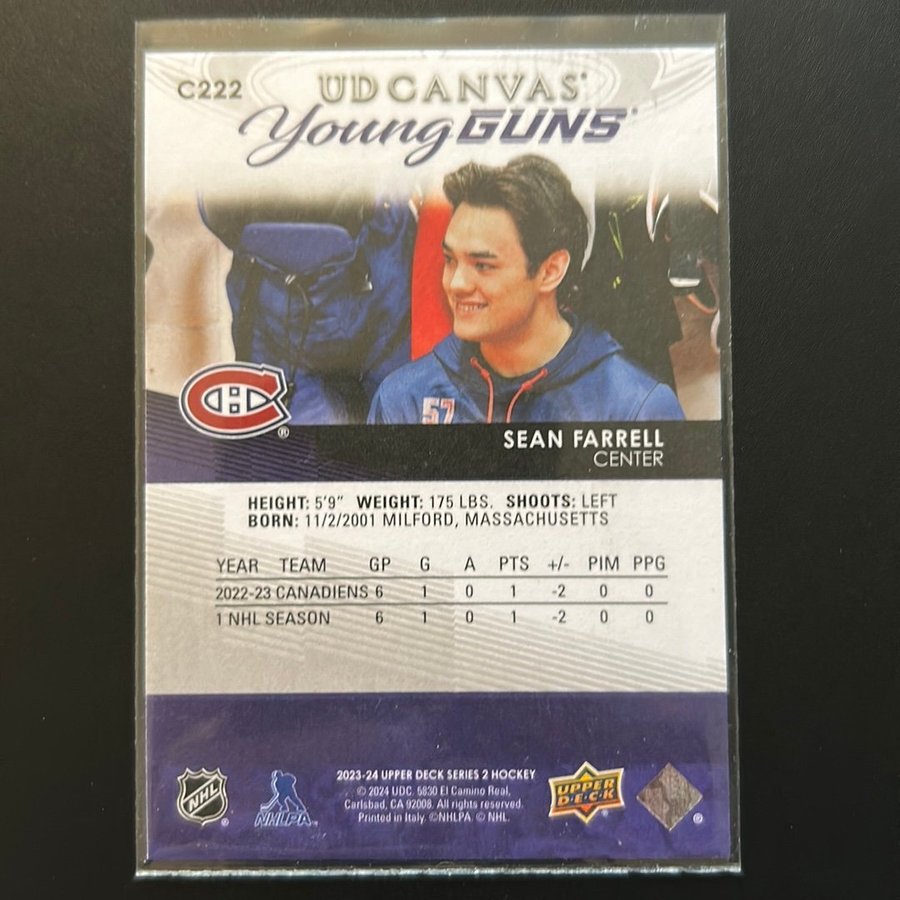 C222
UD CANVAS®
Young GUNS®
57
®
SEAN FARRELL
CENTER
HEIGHT: 5'9" WEIGHT: 175 LBS. SHOOTS: LEFT
BORN: 11/2/2001 MILFORD, MASSACHUSETTS
YEAR TEAM GP G A PTS +/- PIM PPG
2022-23 CANADIENS 6 1 0 1 -2 0 0
1 NHL SEASON 6 1 0 1 -2 0 0
2023-24 UPPER DECK SERIES 2 HOCKEY
© 2024 UDC. 5830 El Camino Real,
Carlsbad, CA 92008. All rights reserved.
Printed in Italy. ©NHLPA © NHL.
NHL ®
NHLPA
UPPER DECK ®
®